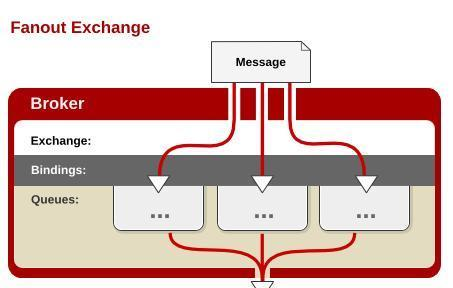 Fanout Exchange
Message
Broker
Exchange:
Bindings:
Queues:
... ... ...